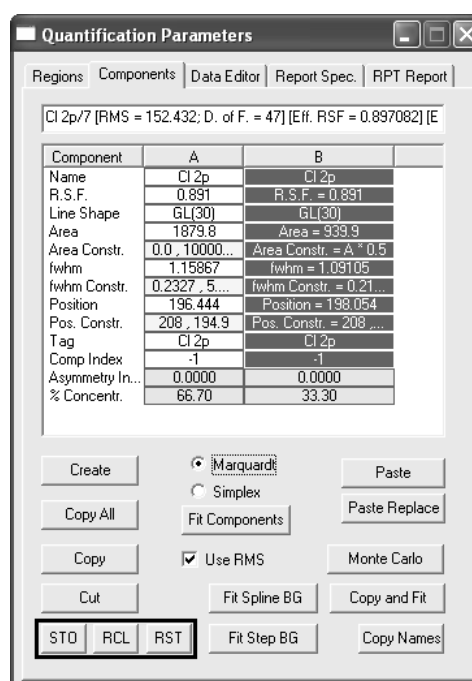 Quantification Parameters
Regions Components Data Editor Report Spec. RPT Report
Cl 2p/7 [RMS = 152.432; D. of F. = 47] [Eff. RSF = 0.897082] [E
Component A B
Name Cl 2p Cl 2p
R.S.F. 0.891 R.S.F. = 0.891
Line Shape GL(30) GL(30)
Area 1879.8 Area = 939.9
Area Constr. 0.0 , 10000... Area Constr. = A * 0.5
fwhm 1.15867 fwhm = 1.09105
fwhm Constr. 0.2327 , 5.... fwhm Constr. = 0.21...
Position 196.444 Position = 198.054
Pos. Constr. 208 , 194.9 Pos. Constr. = 208 ,...
Tag Cl 2p Cl 2p
Comp Index -1 -1
Asymmetry In... 0.0000 0.0000
% Concentr. 66.70 33.30
Create Marquardt Paste
Simplex
Copy All Fit Components Paste Replace
Copy Use RMS Monte Carlo
Cut Fit Spline BG Copy and Fit
STO RCL RST Fit Step BG Copy Names